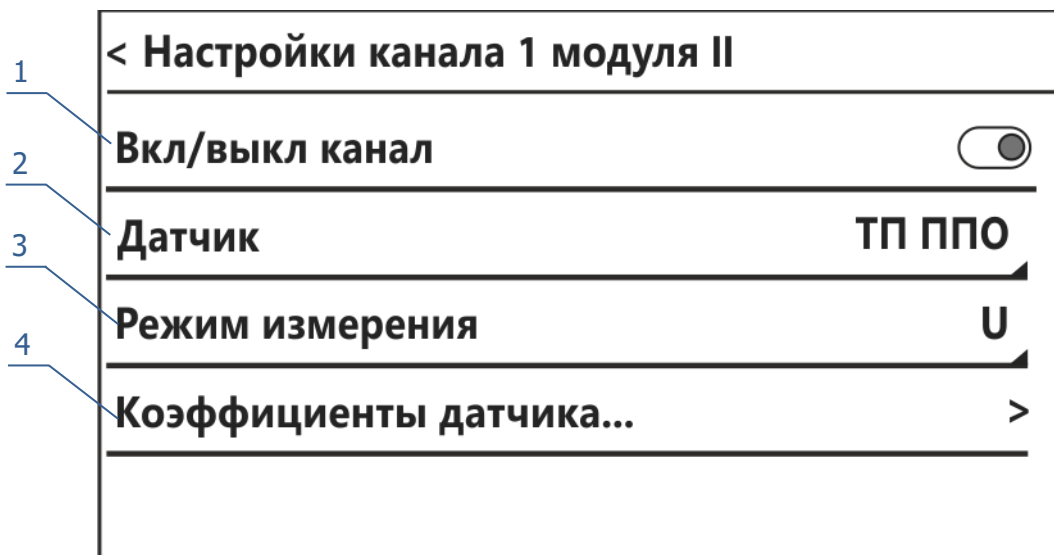 < Настройки канала 1 модуля II
1
Вкл/выкл канал
2
Датчик ТП ППО
3
Режим измерения U
4
Коэффициенты датчика... >